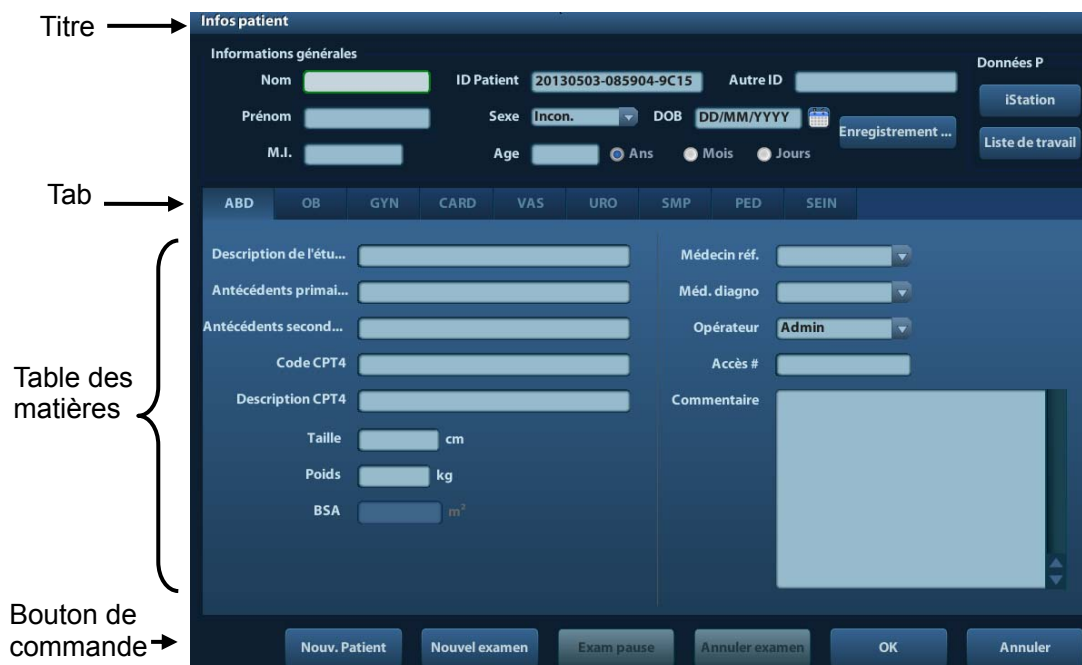 Titre
Infos patient
Informations générales
Données P
Nom
ID Patient 20130503-085904-9C15
Autre ID
iStation
Prénom
Sexe Incon.
DOB DD/MM/YYYY
Enregistrement ...
Liste de travail
M.I.
Age
Ans Mois Jours
Tab
ABD OB GYN CARD VAS URO SMP PED SEIN
Description de l'étu...
Médecin réf.
Antécédents primai...
Méd. diagno
Antécédents second...
Opérateur Admin
Code CPT4
Accès #
Table des
matières
Description CPT4
Commentaire
Taille cm
Poids kg
BSA m²
Bouton de
commande
Nouv. Patient Nouvel examen Exam pause Annuler examen OK Annuler